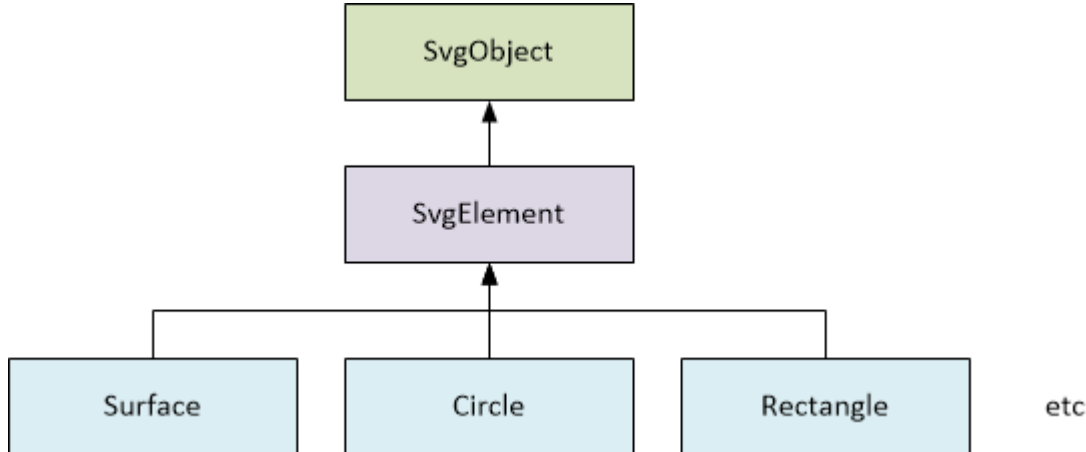 SvgObject
SvgElement
Surface
Circle
Rectangle
etc